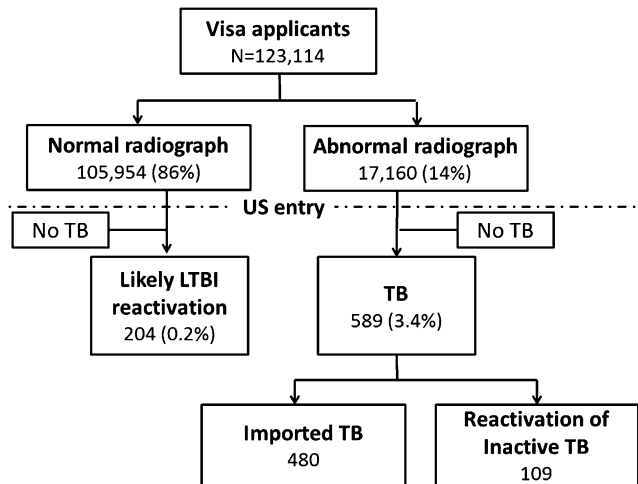 Visa applicants
N=123,114
Normal radiograph
105,954 (86%)
Abnormal radiograph
17,160 (14%)
US entry
No TB
No TB
Likely LTBI
reactivation
204 (0.2%)
TB
589 (3.4%)
Imported TB
480
Reactivation of
Inactive TB
109